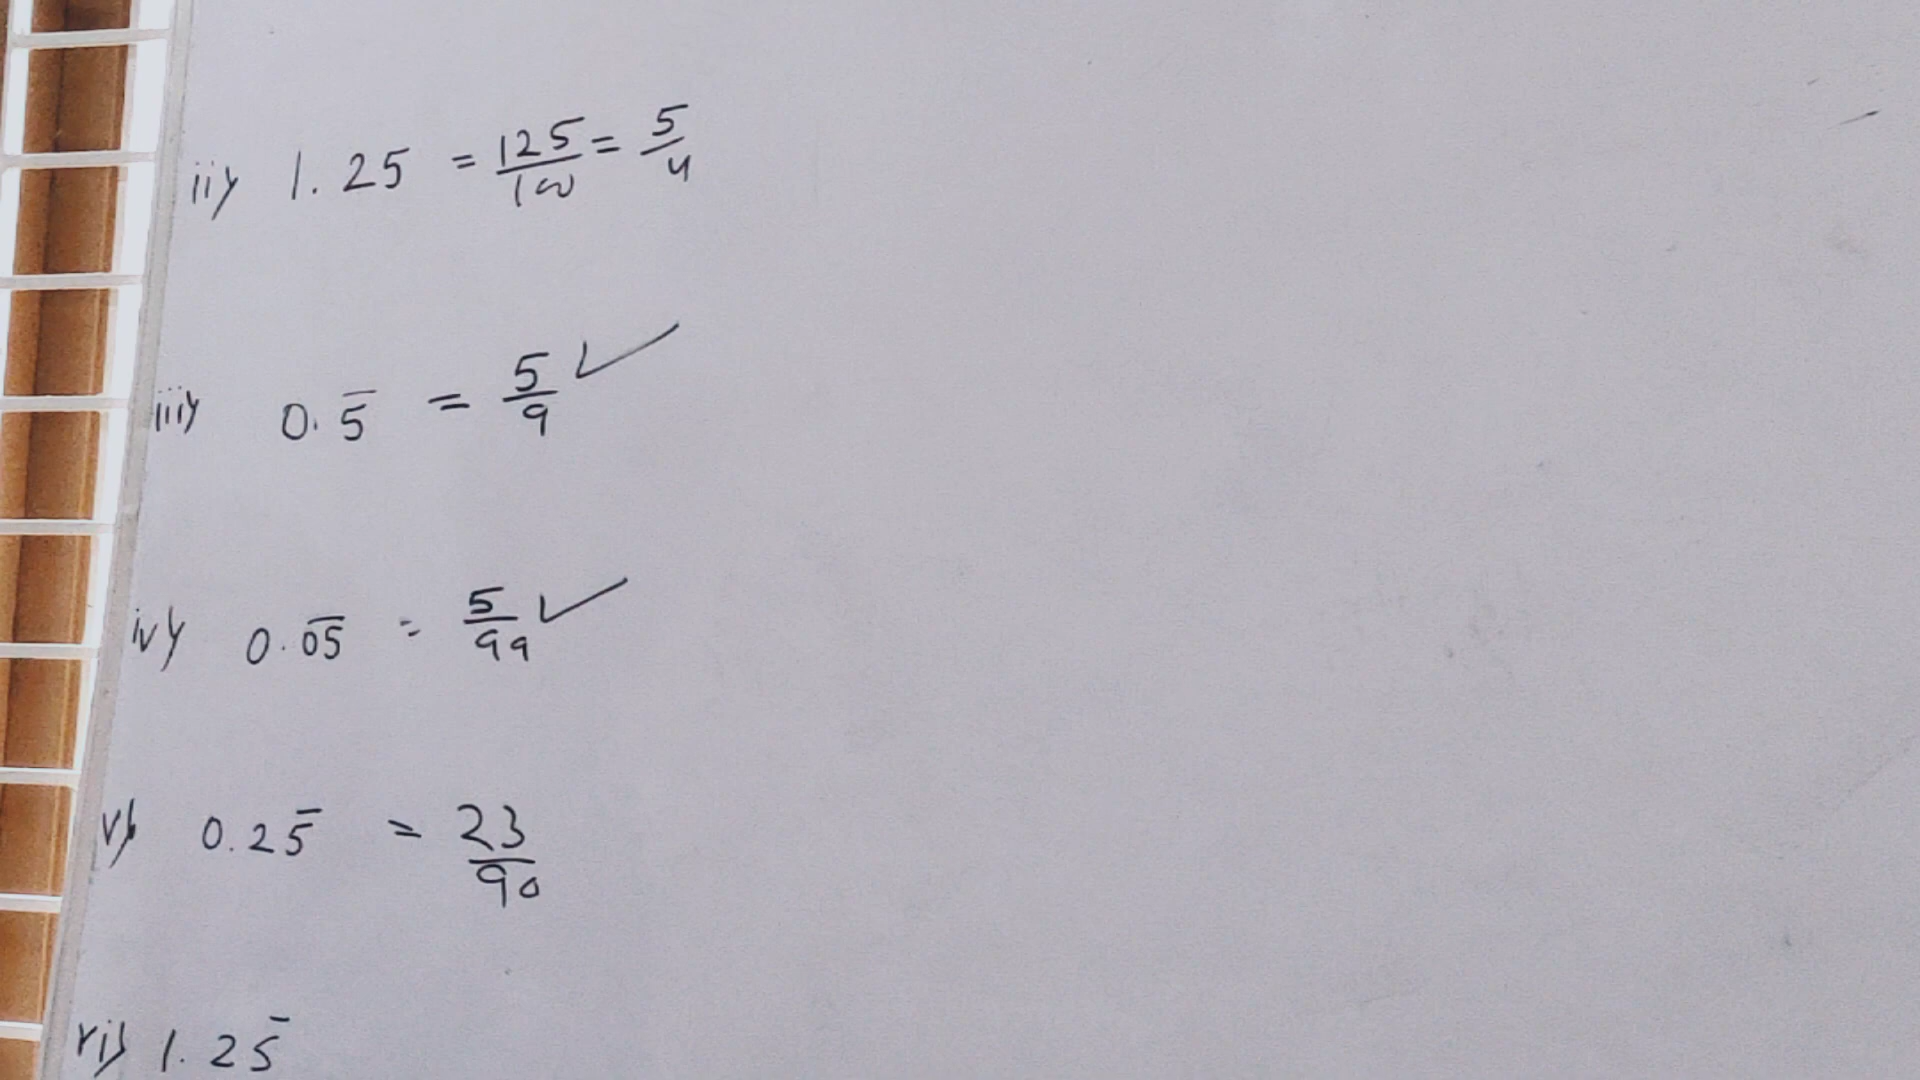 ii) 1.25 = 125/100 = 5/4
iii) 0.5̅ = 5/9 ✓
iv) 0.0̅5̅ = 5/99 ✓
v) 0.25̅ = 23/90
vi) 1.25̅